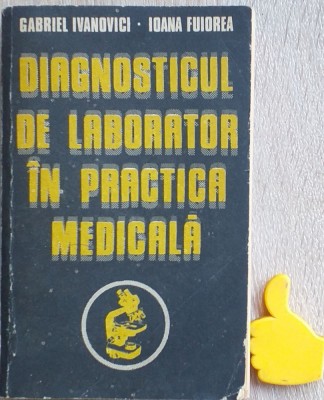 GABRIEL IVANOVICI · IOANA FUIOREA
DIAGNOSTICUL
DE LABORATOR
ÎN PRACTICA
MEDICALĂ